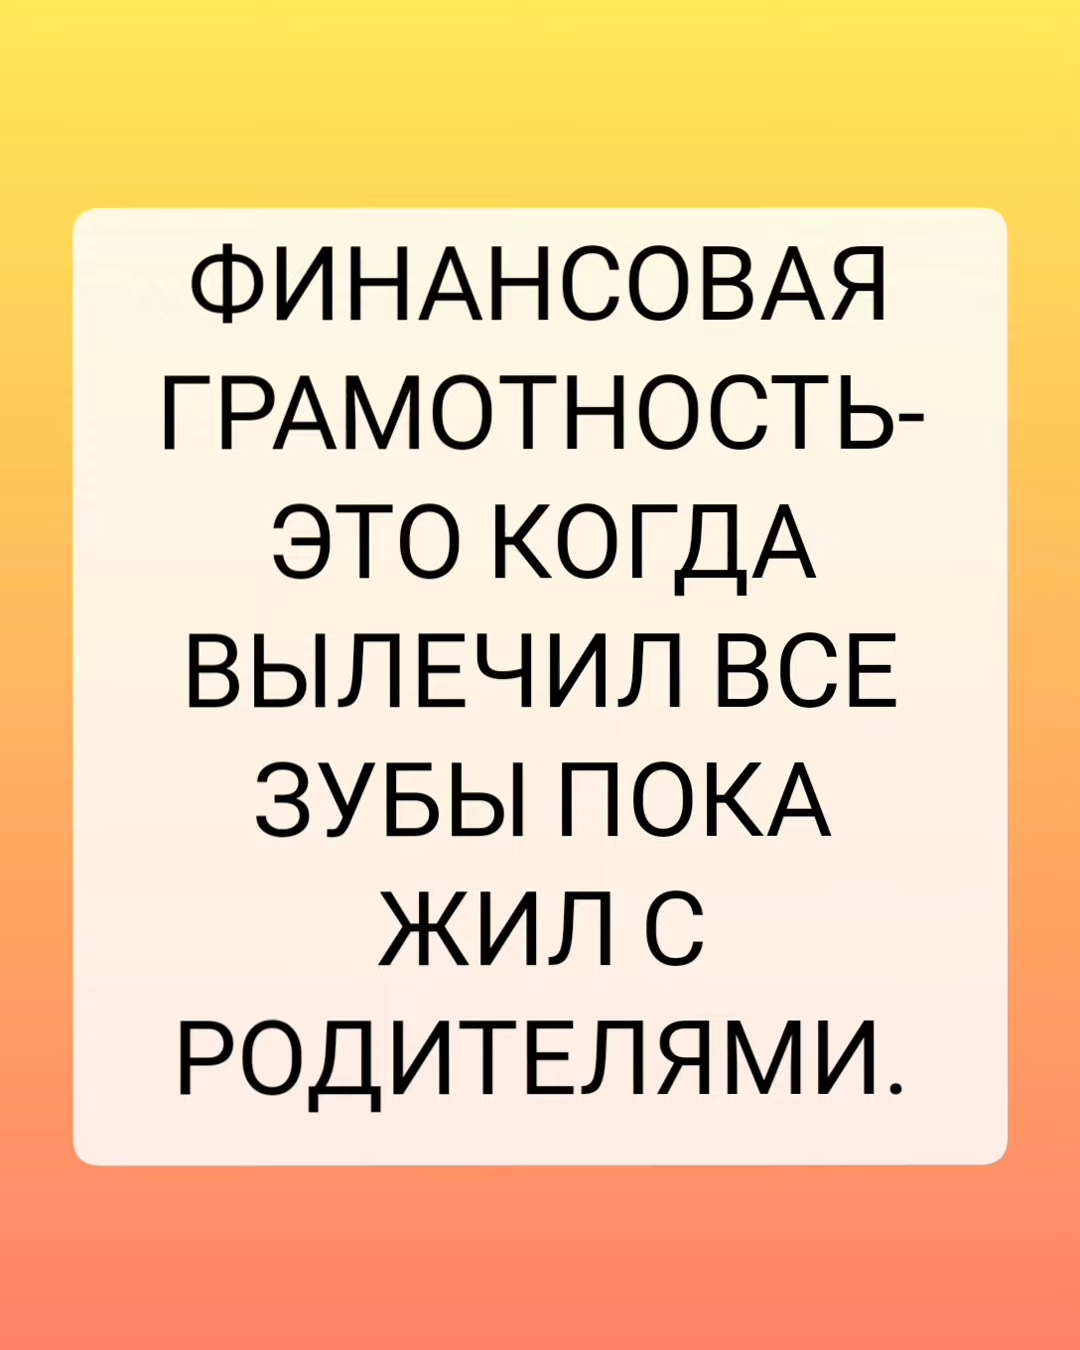 ФИНАНСОВАЯ
ГРАМОТНОСТЬ-
ЭТО КОГДА
ВЫЛЕЧИЛ ВСЕ
ЗУБЫ ПОКА
ЖИЛ С
РОДИТЕЛЯМИ.